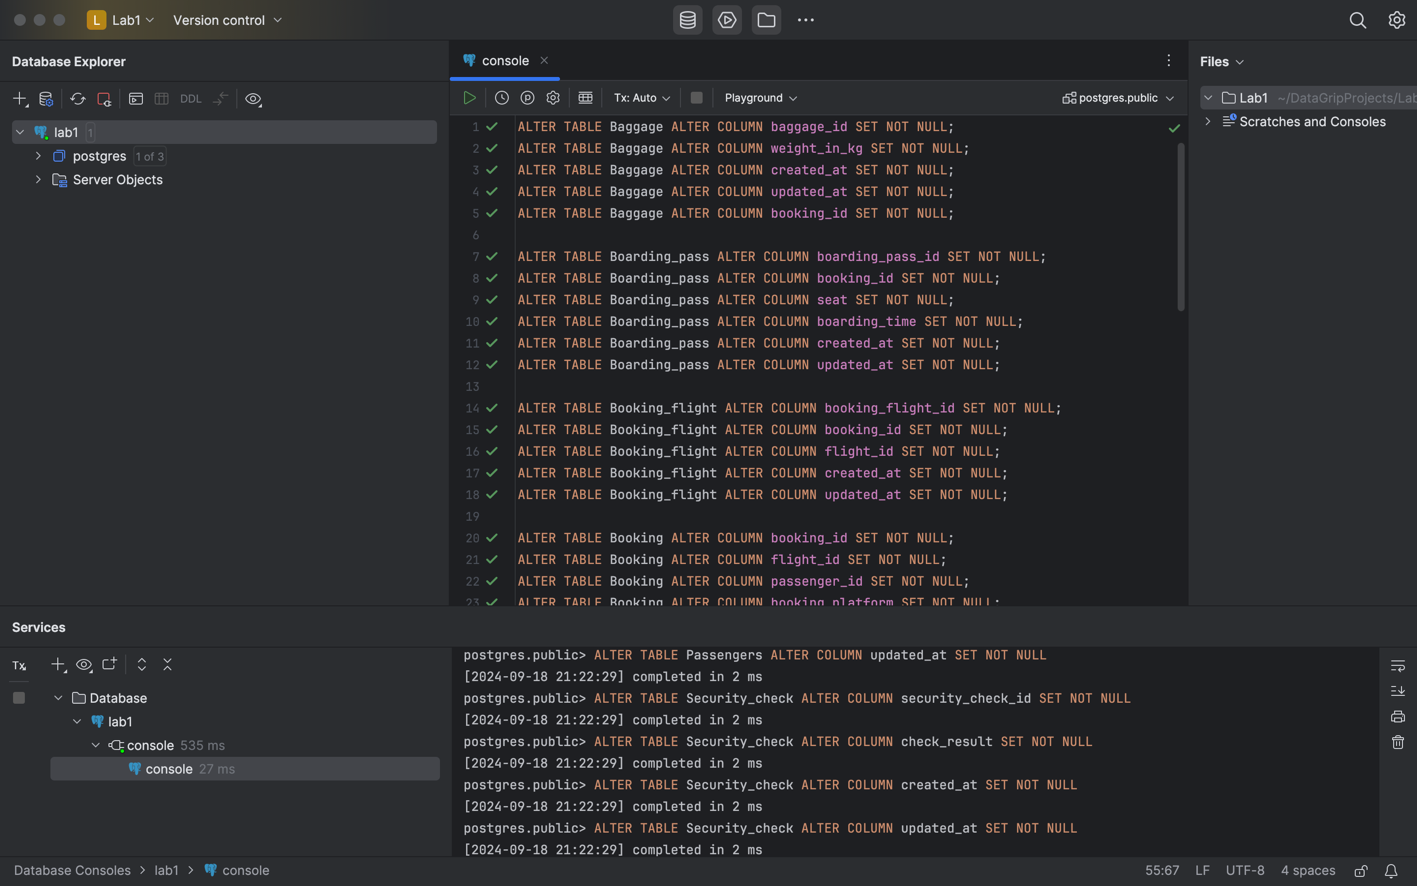 L Lab1 Version control
Database Explorer
console
Files
DDL
Tx: Auto
Playground
postgres.public
Lab1 ~/DataGripProjects/Lab
Scratches and Consoles
lab1 1
postgres 1 of 3
Server Objects
1 ALTER TABLE Baggage ALTER COLUMN baggage_id SET NOT NULL;
2 ALTER TABLE Baggage ALTER COLUMN weight_in_kg SET NOT NULL;
3 ALTER TABLE Baggage ALTER COLUMN created_at SET NOT NULL;
4 ALTER TABLE Baggage ALTER COLUMN updated_at SET NOT NULL;
5 ALTER TABLE Baggage ALTER COLUMN booking_id SET NOT NULL;
6
7 ALTER TABLE Boarding_pass ALTER COLUMN boarding_pass_id SET NOT NULL;
8 ALTER TABLE Boarding_pass ALTER COLUMN booking_id SET NOT NULL;
9 ALTER TABLE Boarding_pass ALTER COLUMN seat SET NOT NULL;
10 ALTER TABLE Boarding_pass ALTER COLUMN boarding_time SET NOT NULL;
11 ALTER TABLE Boarding_pass ALTER COLUMN created_at SET NOT NULL;
12 ALTER TABLE Boarding_pass ALTER COLUMN updated_at SET NOT NULL;
13
14 ALTER TABLE Booking_flight ALTER COLUMN booking_flight_id SET NOT NULL;
15 ALTER TABLE Booking_flight ALTER COLUMN booking_id SET NOT NULL;
16 ALTER TABLE Booking_flight ALTER COLUMN flight_id SET NOT NULL;
17 ALTER TABLE Booking_flight ALTER COLUMN created_at SET NOT NULL;
18 ALTER TABLE Booking_flight ALTER COLUMN updated_at SET NOT NULL;
19
20 ALTER TABLE Booking ALTER COLUMN booking_id SET NOT NULL;
21 ALTER TABLE Booking ALTER COLUMN flight_id SET NOT NULL;
22 ALTER TABLE Booking ALTER COLUMN passenger_id SET NOT NULL;
23 ALTER TABLE Booking ALTER COLUMN booking_platform SET NOT NULL;
Services
Tx
Database
lab1
console 535 ms
console 27 ms
postgres.public> ALTER TABLE Passengers ALTER COLUMN updated_at SET NOT NULL
[2024-09-18 21:22:29] completed in 2 ms
postgres.public> ALTER TABLE Security_check ALTER COLUMN security_check_id SET NOT NULL
[2024-09-18 21:22:29] completed in 2 ms
postgres.public> ALTER TABLE Security_check ALTER COLUMN check_result SET NOT NULL
[2024-09-18 21:22:29] completed in 2 ms
postgres.public> ALTER TABLE Security_check ALTER COLUMN created_at SET NOT NULL
[2024-09-18 21:22:29] completed in 2 ms
postgres.public> ALTER TABLE Security_check ALTER COLUMN updated_at SET NOT NULL
[2024-09-18 21:22:29] completed in 2 ms
Database Consoles > lab1 > console
55:67 LF UTF-8 4 spaces